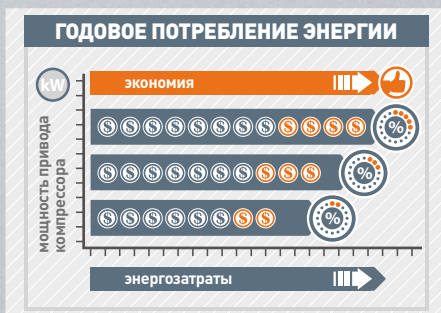 ГОДОВОЕ ПОТРЕБЛЕНИЕ ЭНЕРГИИ
kW
экономия
$ $ $ $ $ $ $ $ $ $ $ $ %
$ $ $ $ $ $ $ $ $ $ %
$ $ $ $ $ $ $ $ %
мощность привода
компрессора
энергозатраты